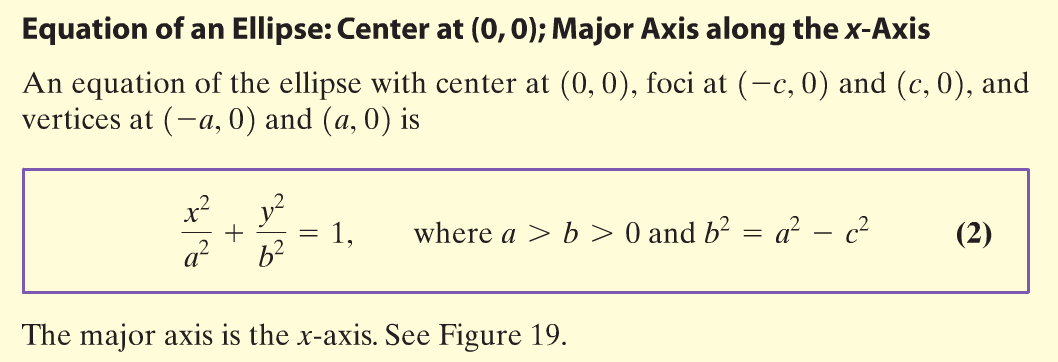 Equation of an Ellipse: Center at (0, 0); Major Axis along the x-Axis
An equation of the ellipse with center at (0, 0), foci at (−c, 0) and (c, 0), and
vertices at (−a, 0) and (a, 0) is
x²/a² + y²/b² = 1, where a > b > 0 and b² = a² − c² (2)
The major axis is the x-axis. See Figure 19.